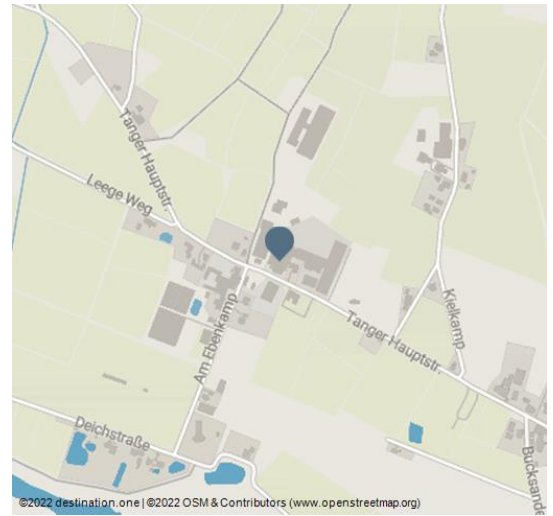 Tanger Hauptstr.
Leege Weg
Am Ebenkamp
Tanger Hauptstr.
Kielkamp
Deichstraße
Bucksande
©2022 destination.one | ©2022 OSM & Contributors (www.openstreetmap.org)